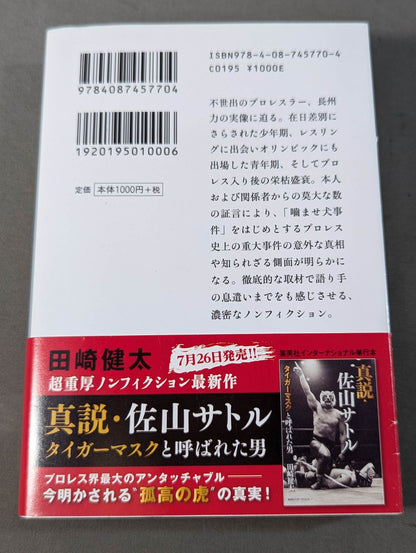 ISBN978-4-08-745770-4
C0195 ¥1000E
9784087457704
1920195010006
定価 本体1000円+税
不世出のプロレスラー、長州
力の実像に迫る。在日差別に
さらされた少年期、レスリン
グに出会いオリンピックにも
出場した青年期、そしてプロ
レス入り後の栄枯盛衰。本人
および関係者からの莫大な数
の証言により、「噛ませ犬事
件」をはじめとするプロレス
史上の重大事件の意外な真相
や知られざる側面が明らかに
なる。徹底的な取材で語り手
の息遣いまでをも感じさせる、
濃密なノンフィクション。
田崎健太
7月26日発売!!
超重厚ノンフィクション最新作
真説・佐山サトル
タイガーマスクと呼ばれた男
プロレス界最大のアンタッチャブル――
今明かされる“孤高の虎”の真実!
集英社インターナショナル単行本
真説
佐山サトル
タイガーマスクと呼ばれた男
田崎健太